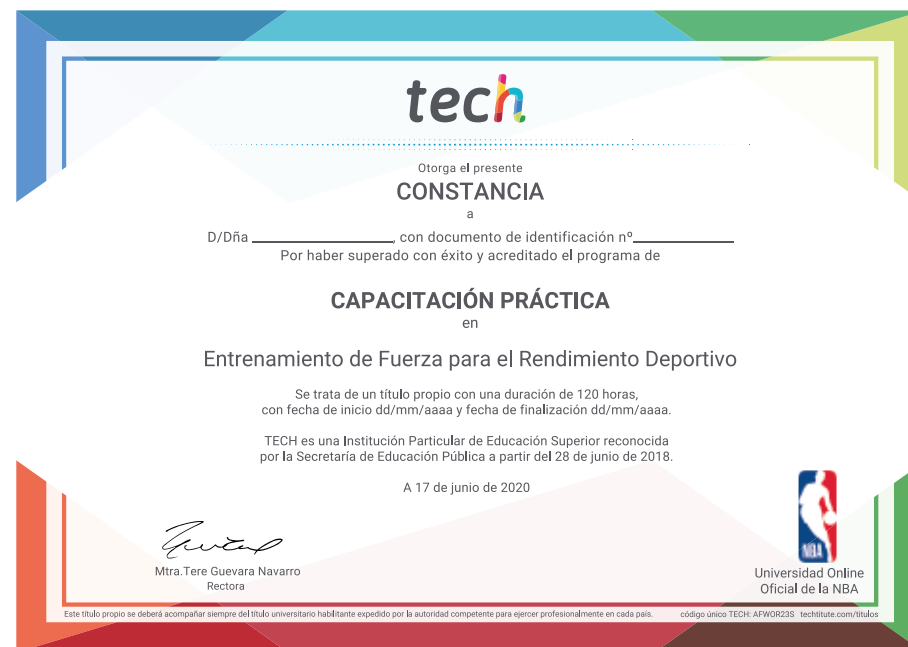 tech
Otorga el presente
CONSTANCIA
a
D/Dña ____________________, con documento de identificación nº______________
Por haber superado con éxito y acreditado el programa de
CAPACITACIÓN PRÁCTICA
en
Entrenamiento de Fuerza para el Rendimiento Deportivo
Se trata de un título propio con una duración de 120 horas,
con fecha de inicio dd/mm/aaaa y fecha de finalización dd/mm/aaaa.
TECH es una Institución Particular de Educación Superior reconocida
por la Secretaría de Educación Pública a partir del 28 de junio de 2018.
A 17 de junio de 2020
Mtra.Tere Guevara Navarro
Rectora
NBA
Universidad Online
Oficial de la NBA
Este título propio se deberá acompañar siempre del título universitario habilitante expedido por la autoridad competente para ejercer profesionalmente en cada país. código único TECH: AFWOR23S techtitute.com/titulos